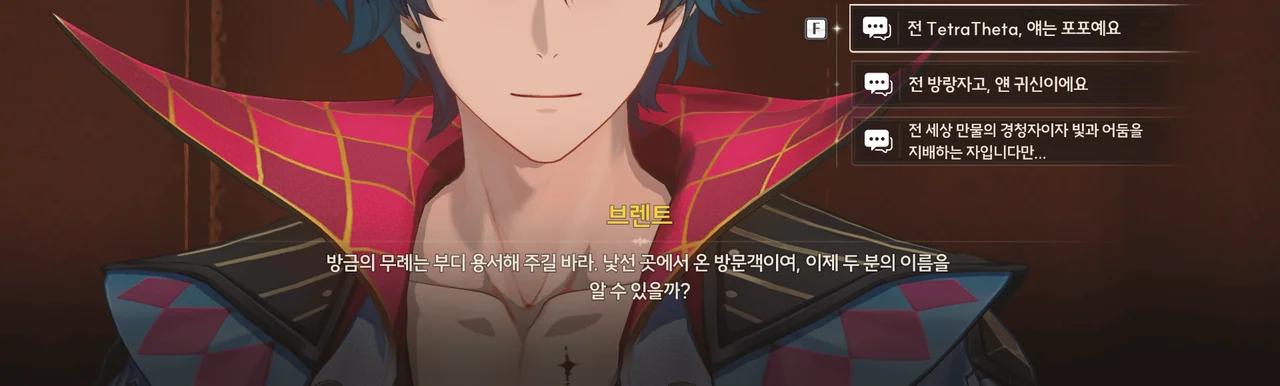 F
전 TetraTheta, 얘는 포포예요
전 방랑자고, 얜 귀신이에요
전 세상 만물의 경청자이자 빛과 어둠을
지배하는 자입니다만...
브렌트
방금의 무례는 부디 용서해 주길 바라. 낯선 곳에서 온 방문객이여, 이제 두 분의 이름을
알 수 있을까?